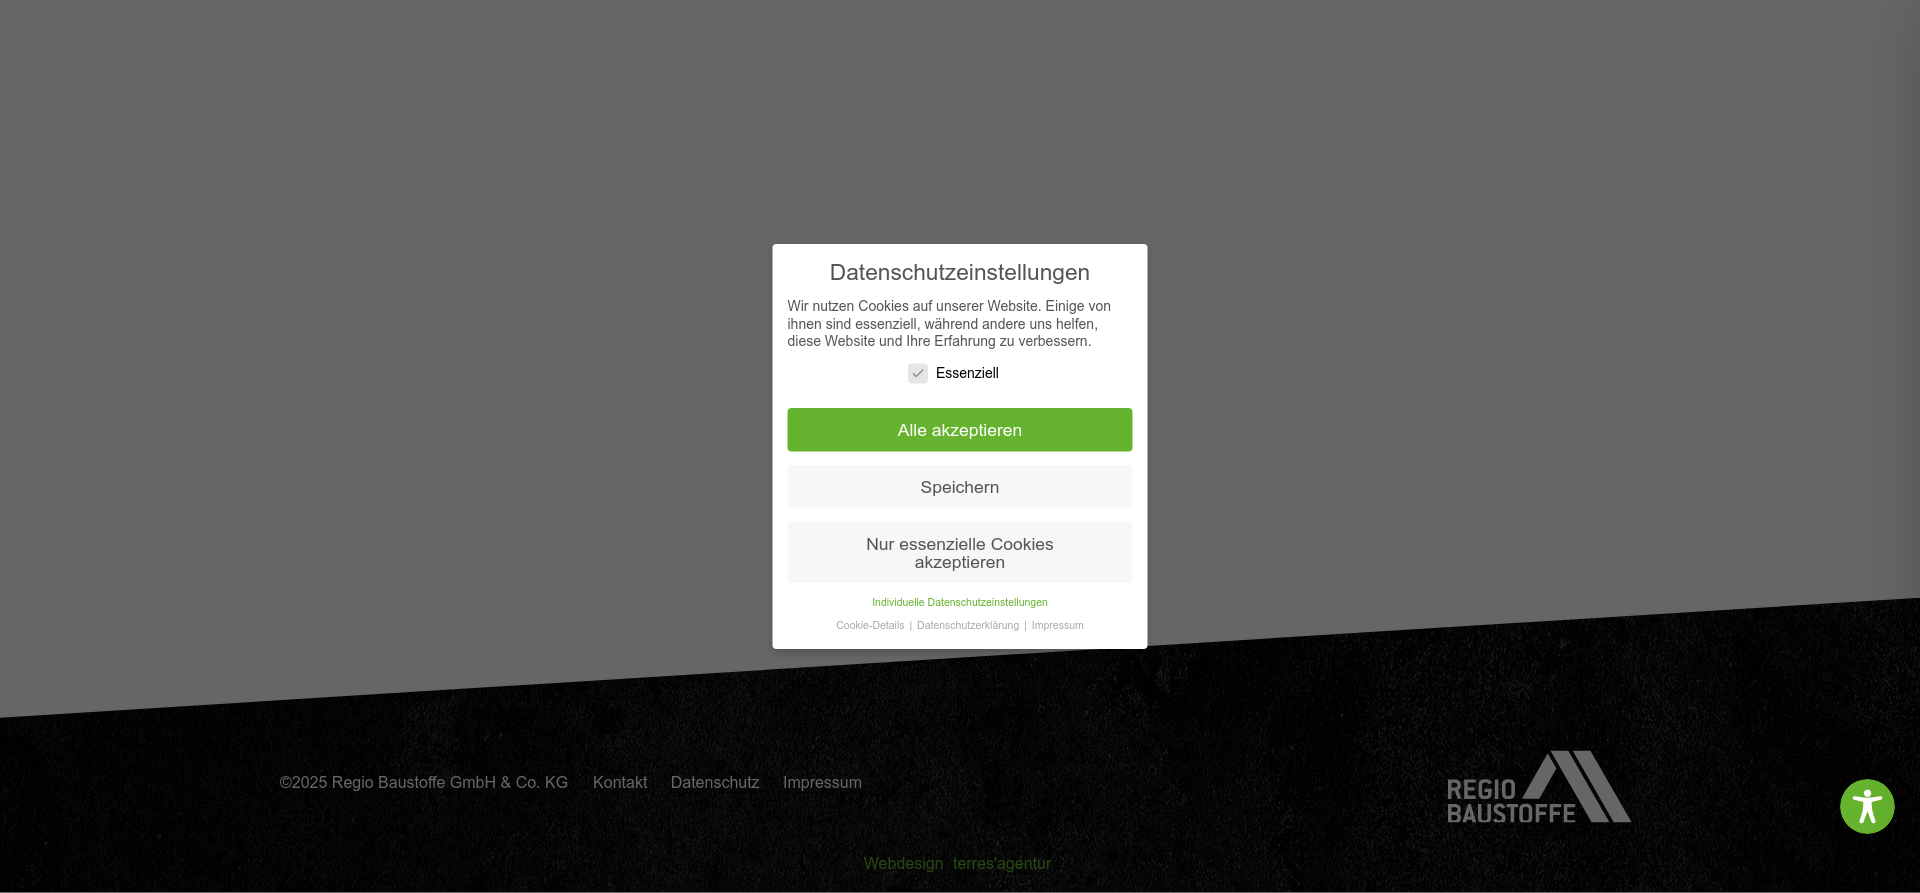 Datenschutzeinstellungen
Wir nutzen Cookies auf unserer Website. Einige von
ihnen sind essenziell, während andere uns helfen,
diese Website und Ihre Erfahrung zu verbessern.
Essenziell
Alle akzeptieren
Speichern
Nur essenzielle Cookies
akzeptieren
Individuelle Datenschutzeinstellungen
Cookie-Details | Datenschutzerklärung | Impressum
©2025 Regio Baustoffe GmbH & Co. KG Kontakt Datenschutz Impressum
REGIO
BAUSTOFFE
Webdesign terres'agentur